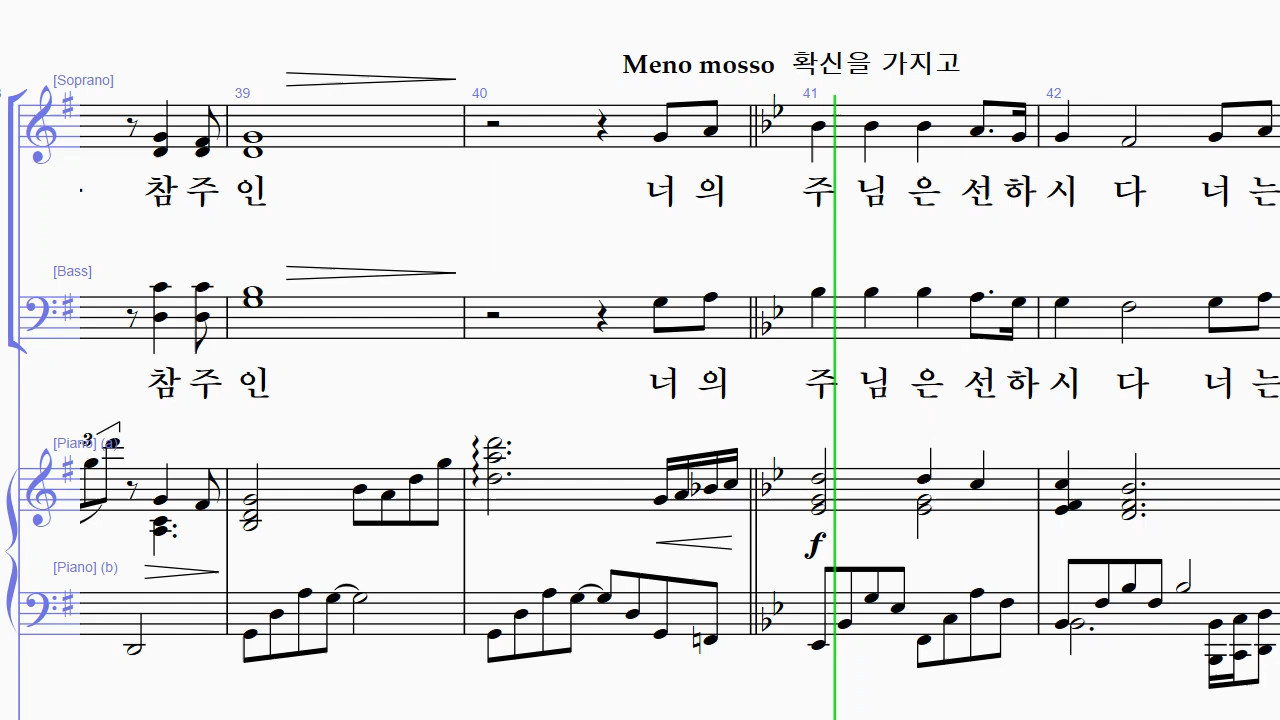 Meno mosso 확신을 가지고
[Soprano]
39 40 41 42
참 주 인 너 의 주 님 은 선 하 시 다 너 는
[Bass]
참 주 인 너 의 주 님 은 선 하 시 다 너 는
[Piano] (a)
3
f
[Piano] (b)